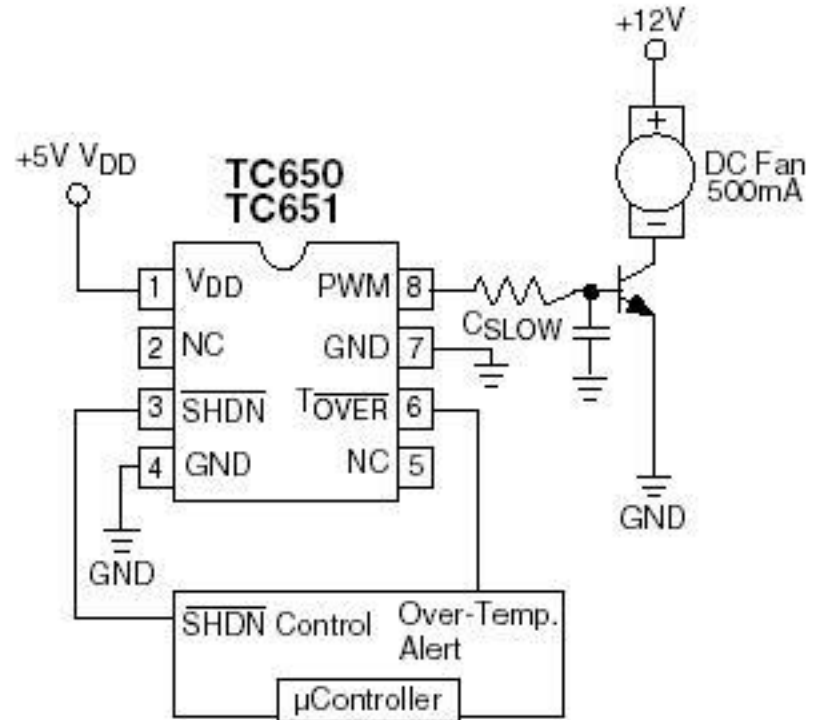 +12V
+
DC Fan
500mA
−
+5V VDD
TC650
TC651
1 VDD PWM 8
2 NC GND 7
CSLOW
3 SHDN TOVER 6
4 GND NC 5
GND
GND
SHDN Control Over-Temp.
Alert
µController